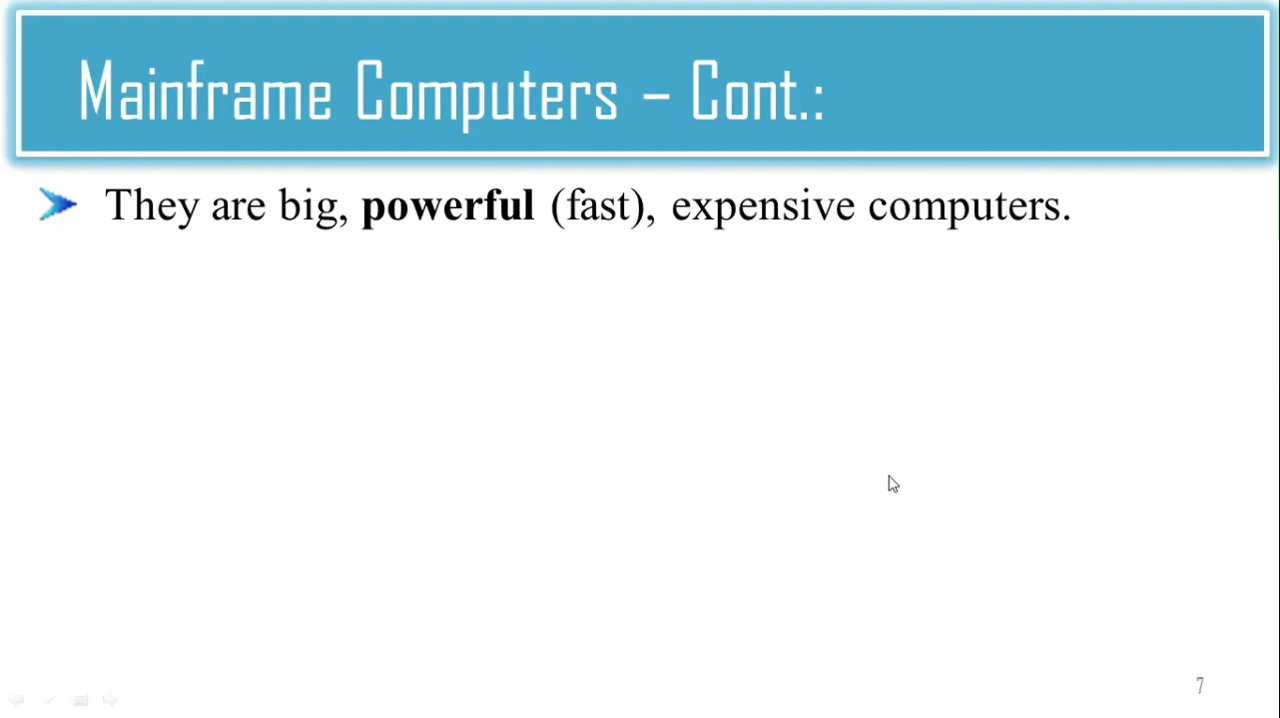 Mainframe Computers – Cont.:
They are big, powerful (fast), expensive computers.
7